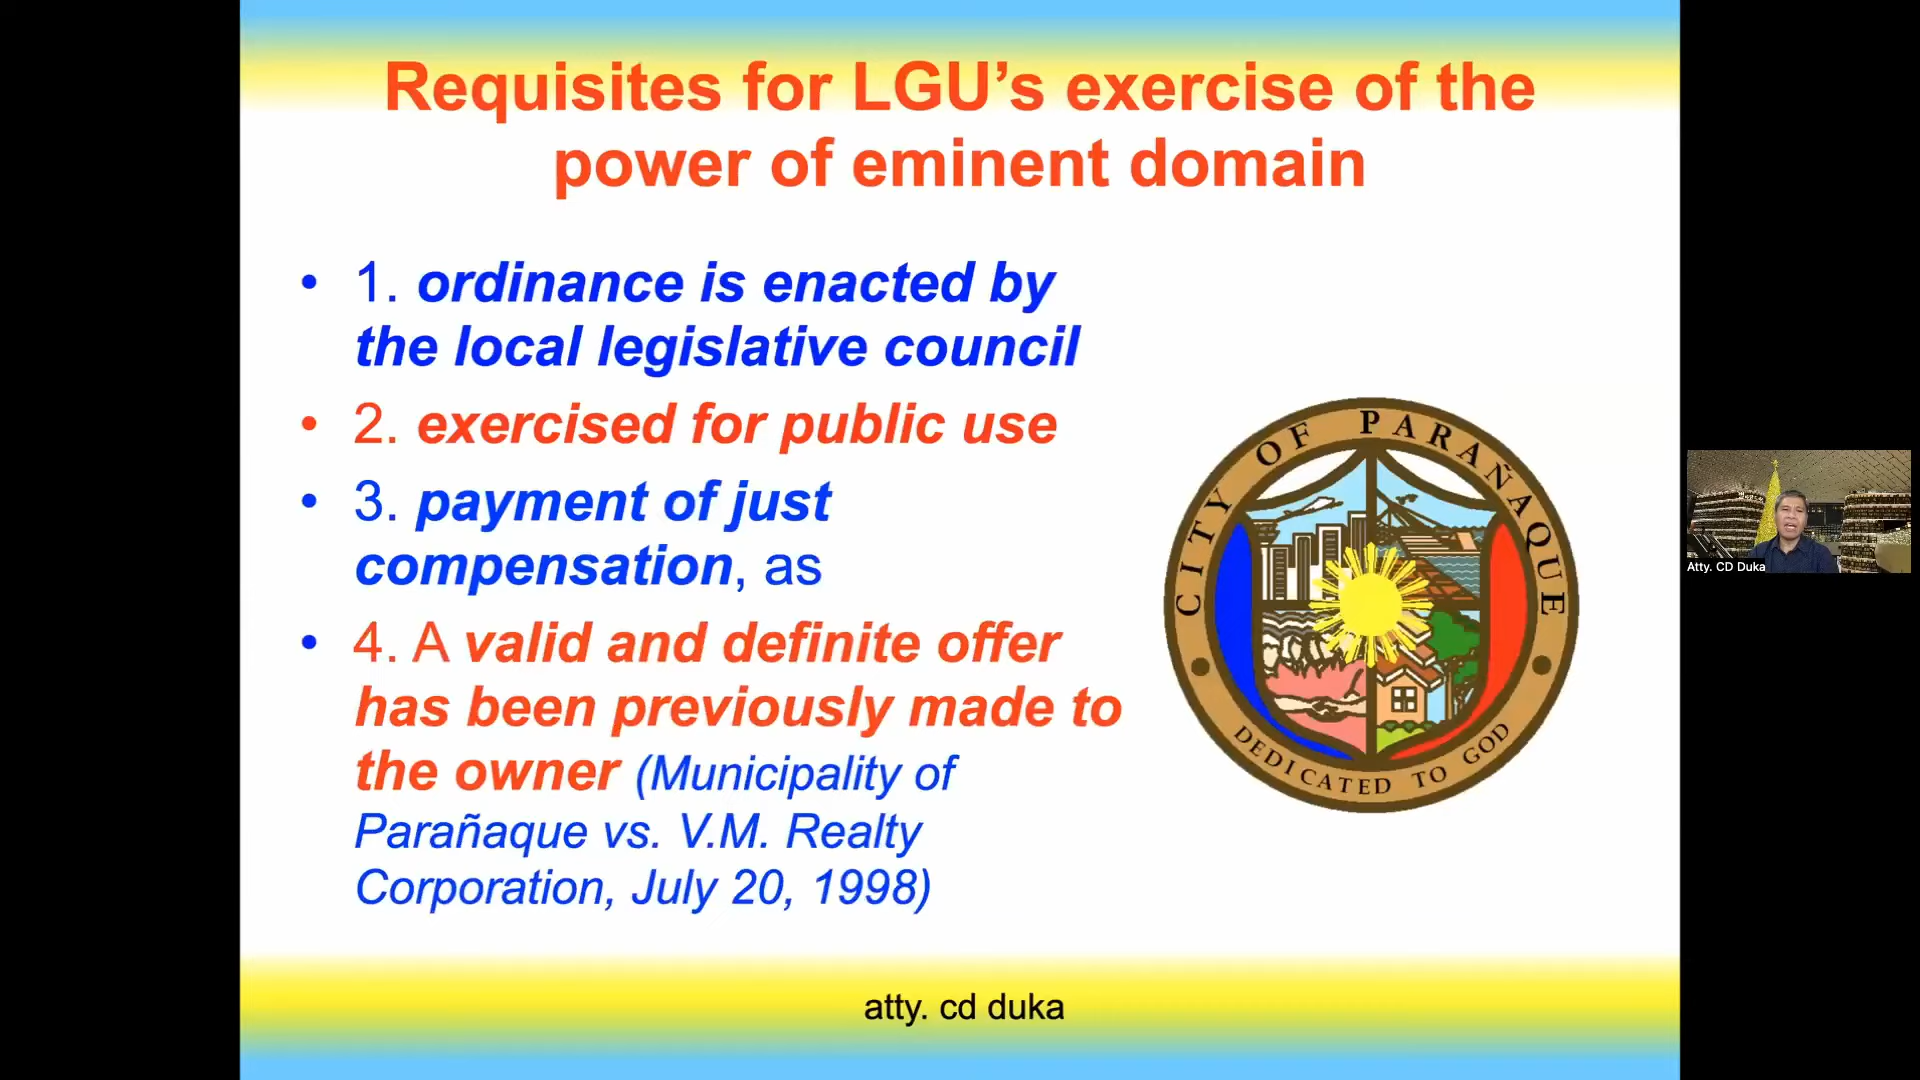 Requisites for LGU’s exercise of the
power of eminent domain
• 1. ordinance is enacted by
the local legislative council
• 2. exercised for public use
• 3. payment of just
compensation, as
• 4. A valid and definite offer
has been previously made to
the owner (Municipality of
Parañaque vs. V.M. Realty
Corporation, July 20, 1998)
CITY OF PARAÑAQUE
DEDICATED TO GOD
Atty. CD Duka
atty. cd duka